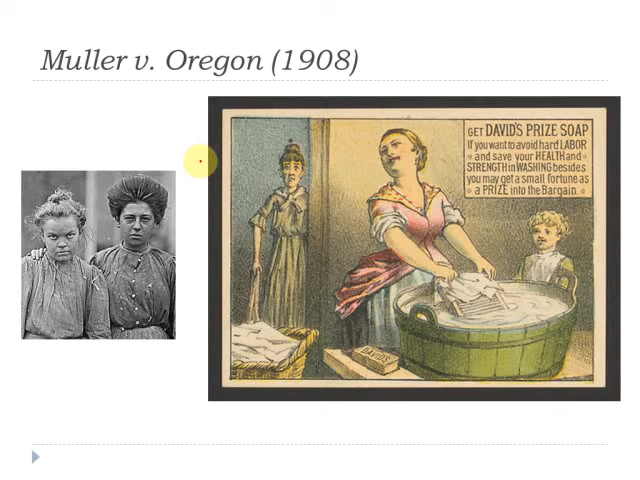 Muller v. Oregon (1908)
GET DAVID'S PRIZE SOAP
If you want to avoid hard LABOR
and save your HEALTH and
STRENGTH in WASHING besides
you may get a small fortune as
a PRIZE into the Bargain.
DAVID'S